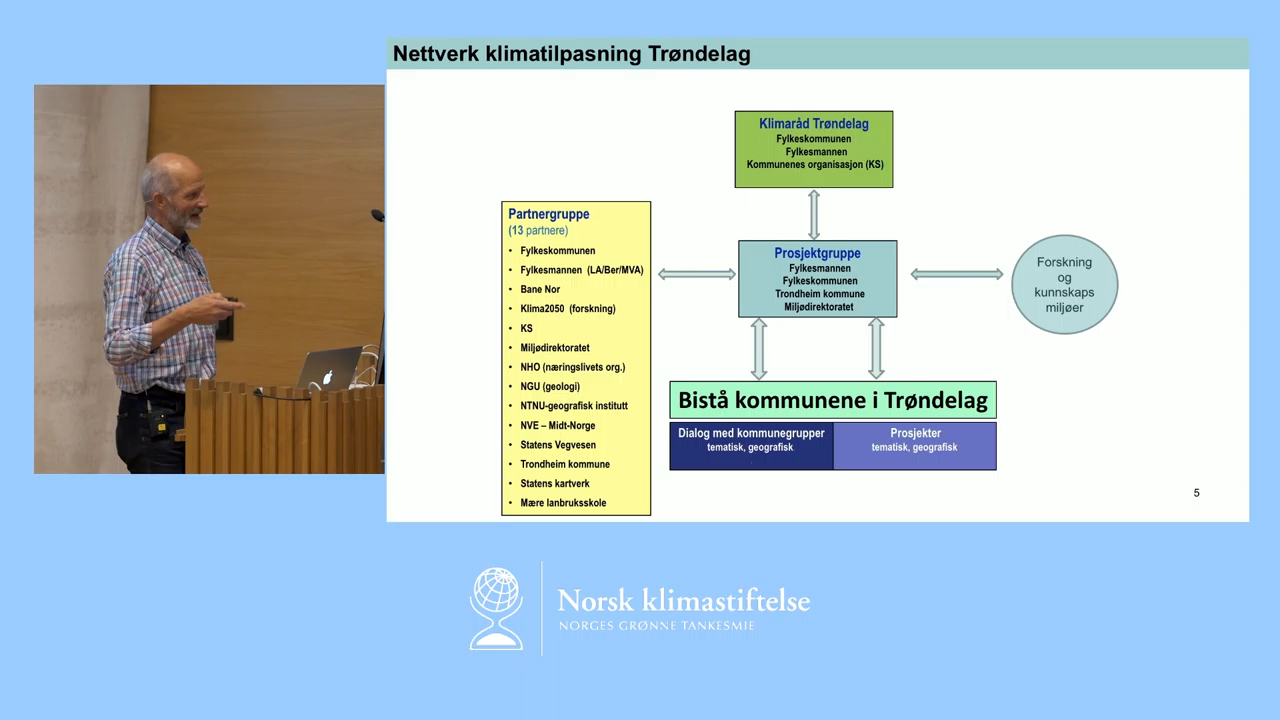 Nettverk klimatilpasning Trøndelag
Klimaråd Trøndelag
Fylkeskommunen
Fylkesmannen
Kommunenes organisasjon (KS)
Partnergruppe
(13 partnere)
• Fylkeskommunen
• Fylkesmannen (LA/Ber/MVA)
• Bane Nor
• Klima2050 (forskning)
• KS
• Miljødirektoratet
• NHO (næringslivets org.)
• NGU (geologi)
• NTNU-geografisk institutt
• NVE – Midt-Norge
• Statens Vegvesen
• Trondheim kommune
• Statens kartverk
• Mære lanbruksskole
Prosjektgruppe
Fylkesmannen
Fylkeskommunen
Trondheim kommune
Miljødirektoratet
Forskning
og
kunnskaps
miljøer
Bistå kommunene i Trøndelag
Dialog med kommunegrupper
tematisk, geografisk
Prosjekter
tematisk, geografisk
5
Norsk klimastiftelse
NORGES GRØNNE TANKESMIE